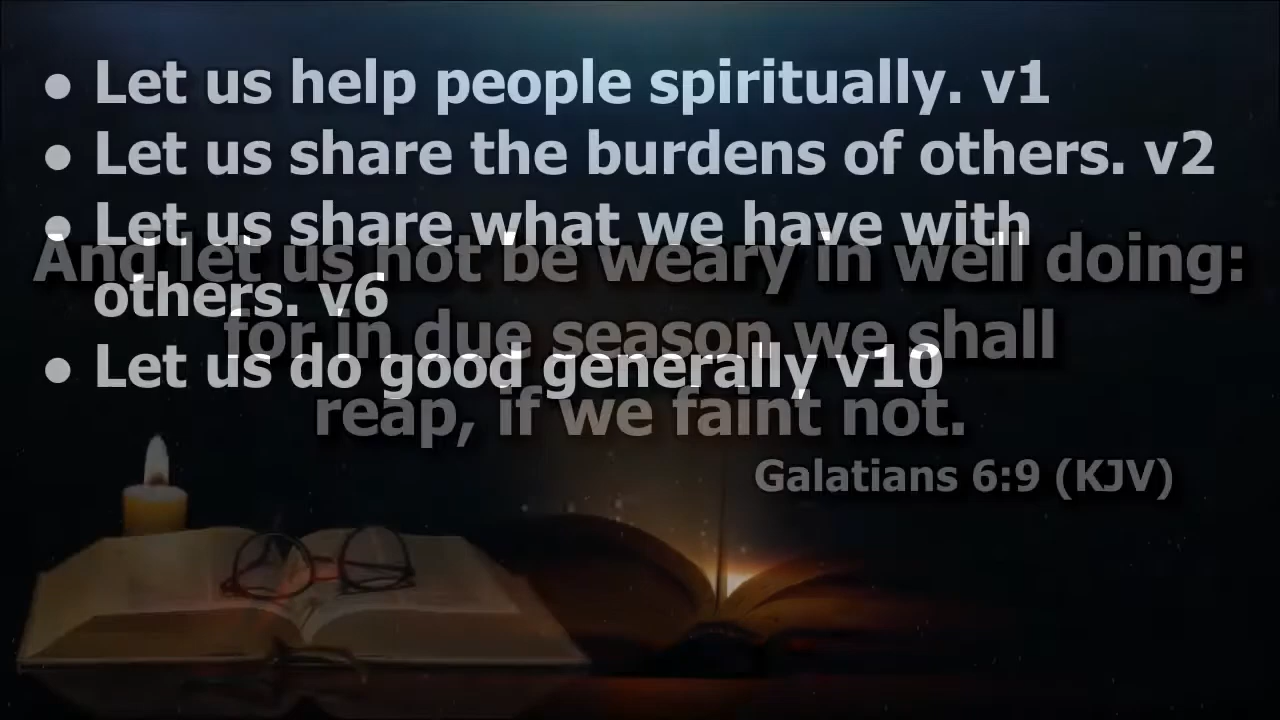 ● Let us help people spiritually. v1
● Let us share the burdens of others. v2
● Let us share what we have with
others. v6
● Let us do good generally v10
And let us not be weary in well doing:
for in due season we shall
reap, if we faint not.
Galatians 6:9 (KJV)